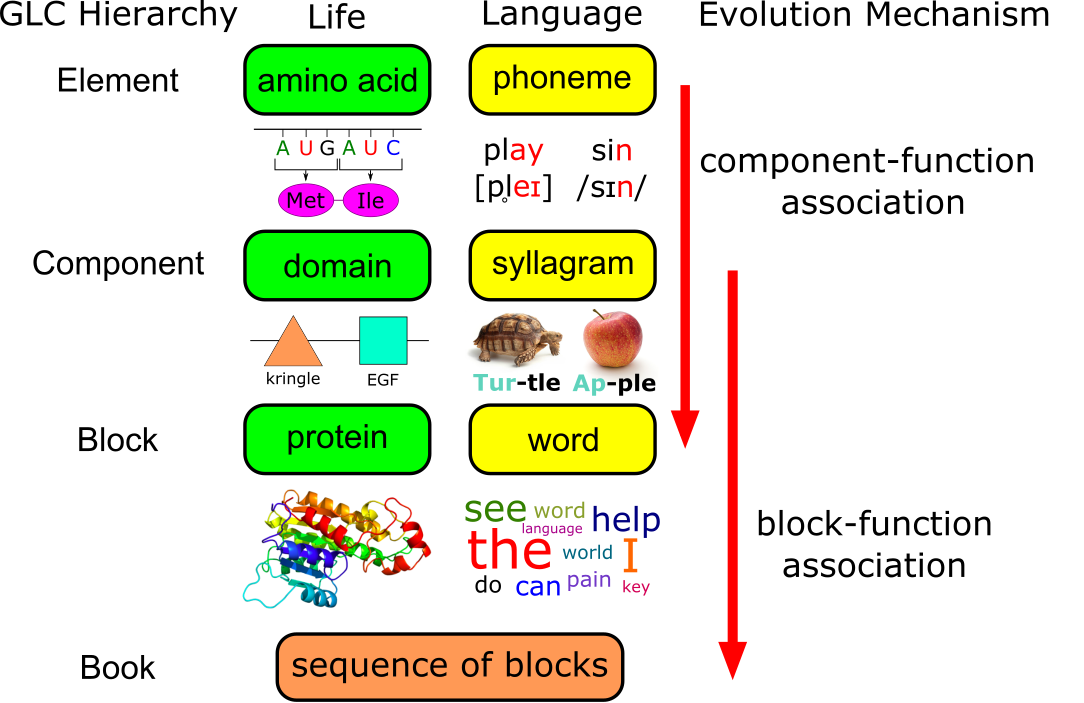 GLC Hierarchy
Life
Language
Evolution Mechanism
Element
amino acid
phoneme
A U G A U C
Met Ile
play sin
[pl̥eɪ] /sɪn/
component-function
association
Component
domain
syllagram
kringle
EGF
Tur-tle Ap-ple
Block
protein
word
see word
language
help
the
world
I
do can pain key
block-function
association
Book
sequence of blocks